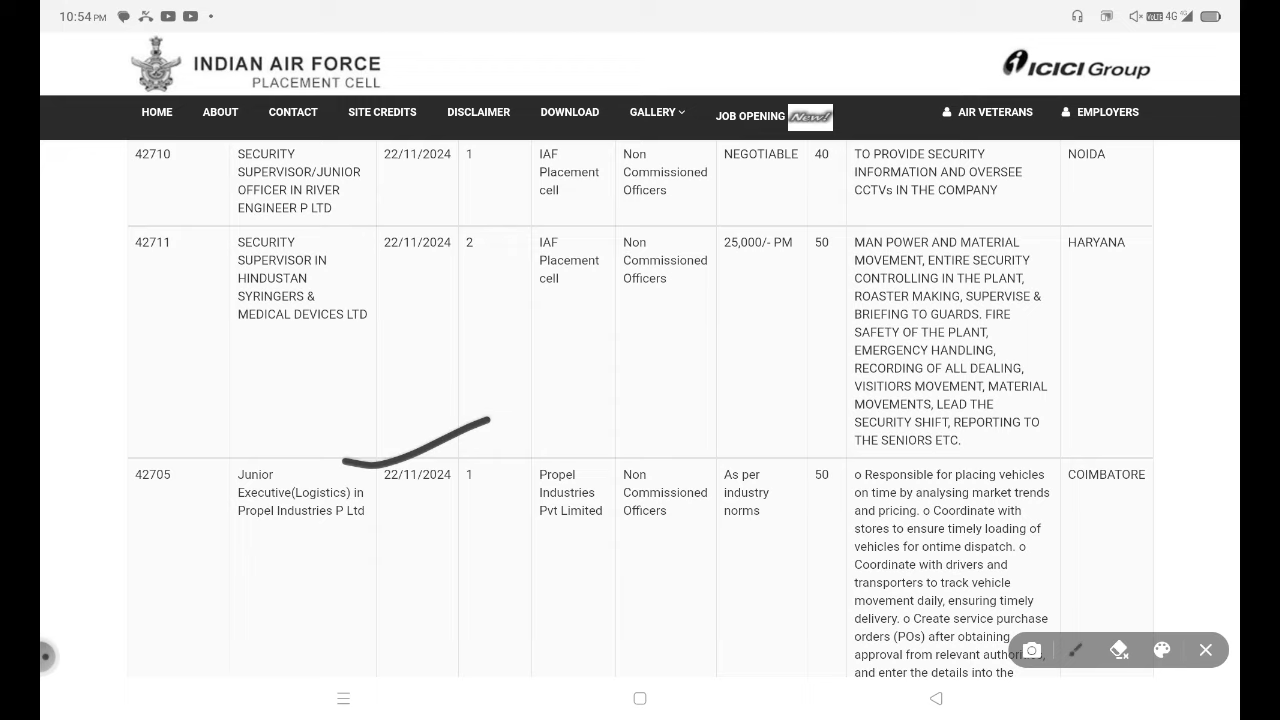 10:54 PM
VoLTE 4G 4G
INDIAN AIR FORCE
PLACEMENT CELL
ICICI Group
HOME ABOUT CONTACT SITE CREDITS DISCLAIMER DOWNLOAD GALLERY JOB OPENING New! AIR VETERANS EMPLOYERS
42710
SECURITY
SUPERVISOR/JUNIOR
OFFICER IN RIVER
ENGINEER P LTD
22/11/2024
1
IAF
Placement
cell
Non
Commissioned
Officers
NEGOTIABLE
40
TO PROVIDE SECURITY
INFORMATION AND OVERSEE
CCTVs IN THE COMPANY
NOIDA
42711
SECURITY
SUPERVISOR IN
HINDUSTAN
SYRINGERS &
MEDICAL DEVICES LTD
22/11/2024
2
IAF
Placement
cell
Non
Commissioned
Officers
25,000/- PM
50
MAN POWER AND MATERIAL
MOVEMENT, ENTIRE SECURITY
CONTROLLING IN THE PLANT,
ROASTER MAKING, SUPERVISE &
BRIEFING TO GUARDS. FIRE
SAFETY OF THE PLANT,
EMERGENCY HANDLING,
RECORDING OF ALL DEALING,
VISITIORS MOVEMENT, MATERIAL
MOVEMENTS, LEAD THE
SECURITY SHIFT, REPORTING TO
THE SENIORS ETC.
HARYANA
42705
Junior
Executive(Logistics) in
Propel Industries P Ltd
22/11/2024
1
Propel
Industries
Pvt Limited
Non
Commissioned
Officers
As per
industry
norms
50
o Responsible for placing vehicles
on time by analysing market trends
and pricing. o Coordinate with
stores to ensure timely loading of
vehicles for ontime dispatch. o
Coordinate with drivers and
transporters to track vehicle
movement daily, ensuring timely
delivery. o Create service purchase
orders (POs) after obtaining
approval from relevant
and enter the details into the
COIMBATORE